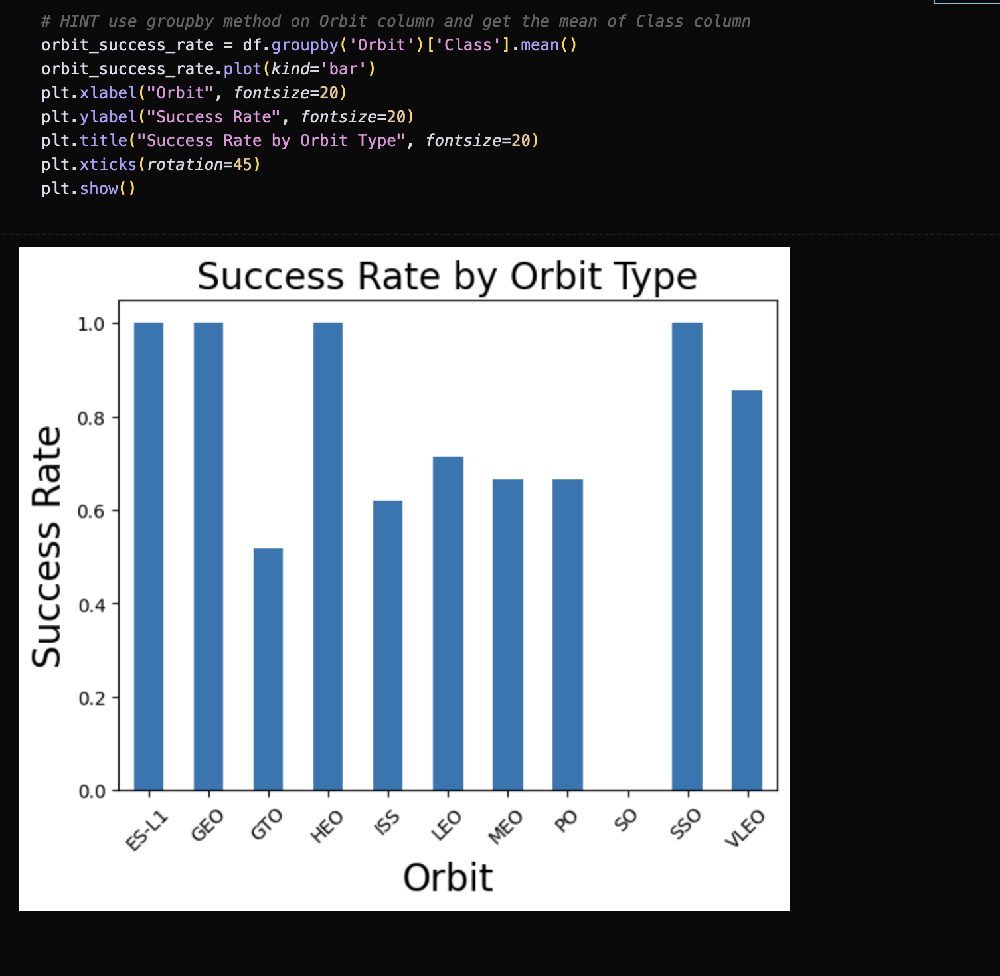 # HINT use groupby method on Orbit column and get the mean of Class column
orbit_success_rate = df.groupby('Orbit')['Class'].mean()
orbit_success_rate.plot(kind='bar')
plt.xlabel("Orbit", fontsize=20)
plt.ylabel("Success Rate", fontsize=20)
plt.title("Success Rate by Orbit Type", fontsize=20)
plt.xticks(rotation=45)
plt.show()
Success Rate by Orbit Type
Success Rate
1.0
0.8
0.6
0.4
0.2
0.0
ES-L1 GEO GTO HEO ISS LEO MEO PO SO SSO VLEO
Orbit